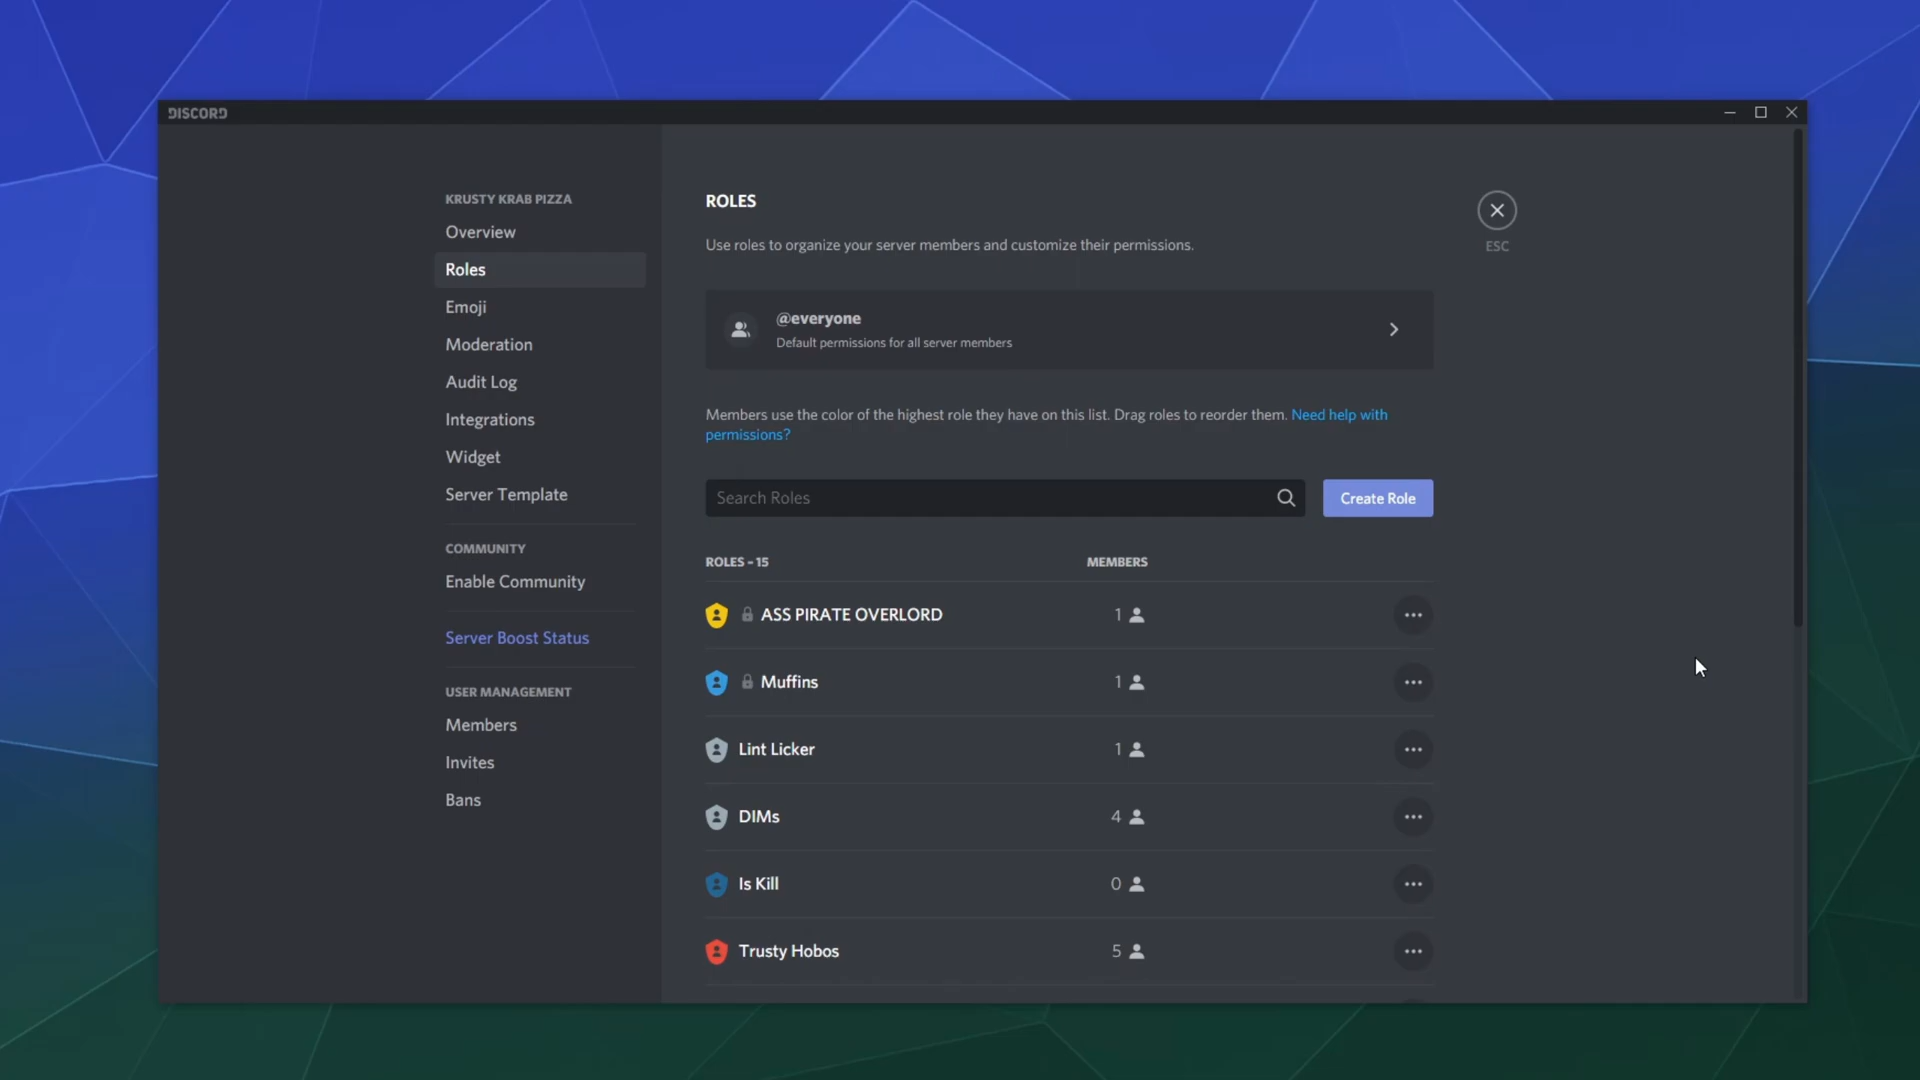 DISCORD
KRUSTY KRAB PIZZA
Overview
Roles
Emoji
Moderation
Audit Log
Integrations
Widget
Server Template
COMMUNITY
Enable Community
Server Boost Status
USER MANAGEMENT
Members
Invites
Bans
ROLES
Use roles to organize your server members and customize their permissions.
ESC
@everyone
Default permissions for all server members
Members use the color of the highest role they have on this list. Drag roles to reorder them. Need help with
permissions?
Search Roles
Create Role
ROLES – 15 MEMBERS
ASS PIRATE OVERLORD 1
Muffins 1
Lint Licker 1
DIMs 4
Is Kill 0
Trusty Hobos 5